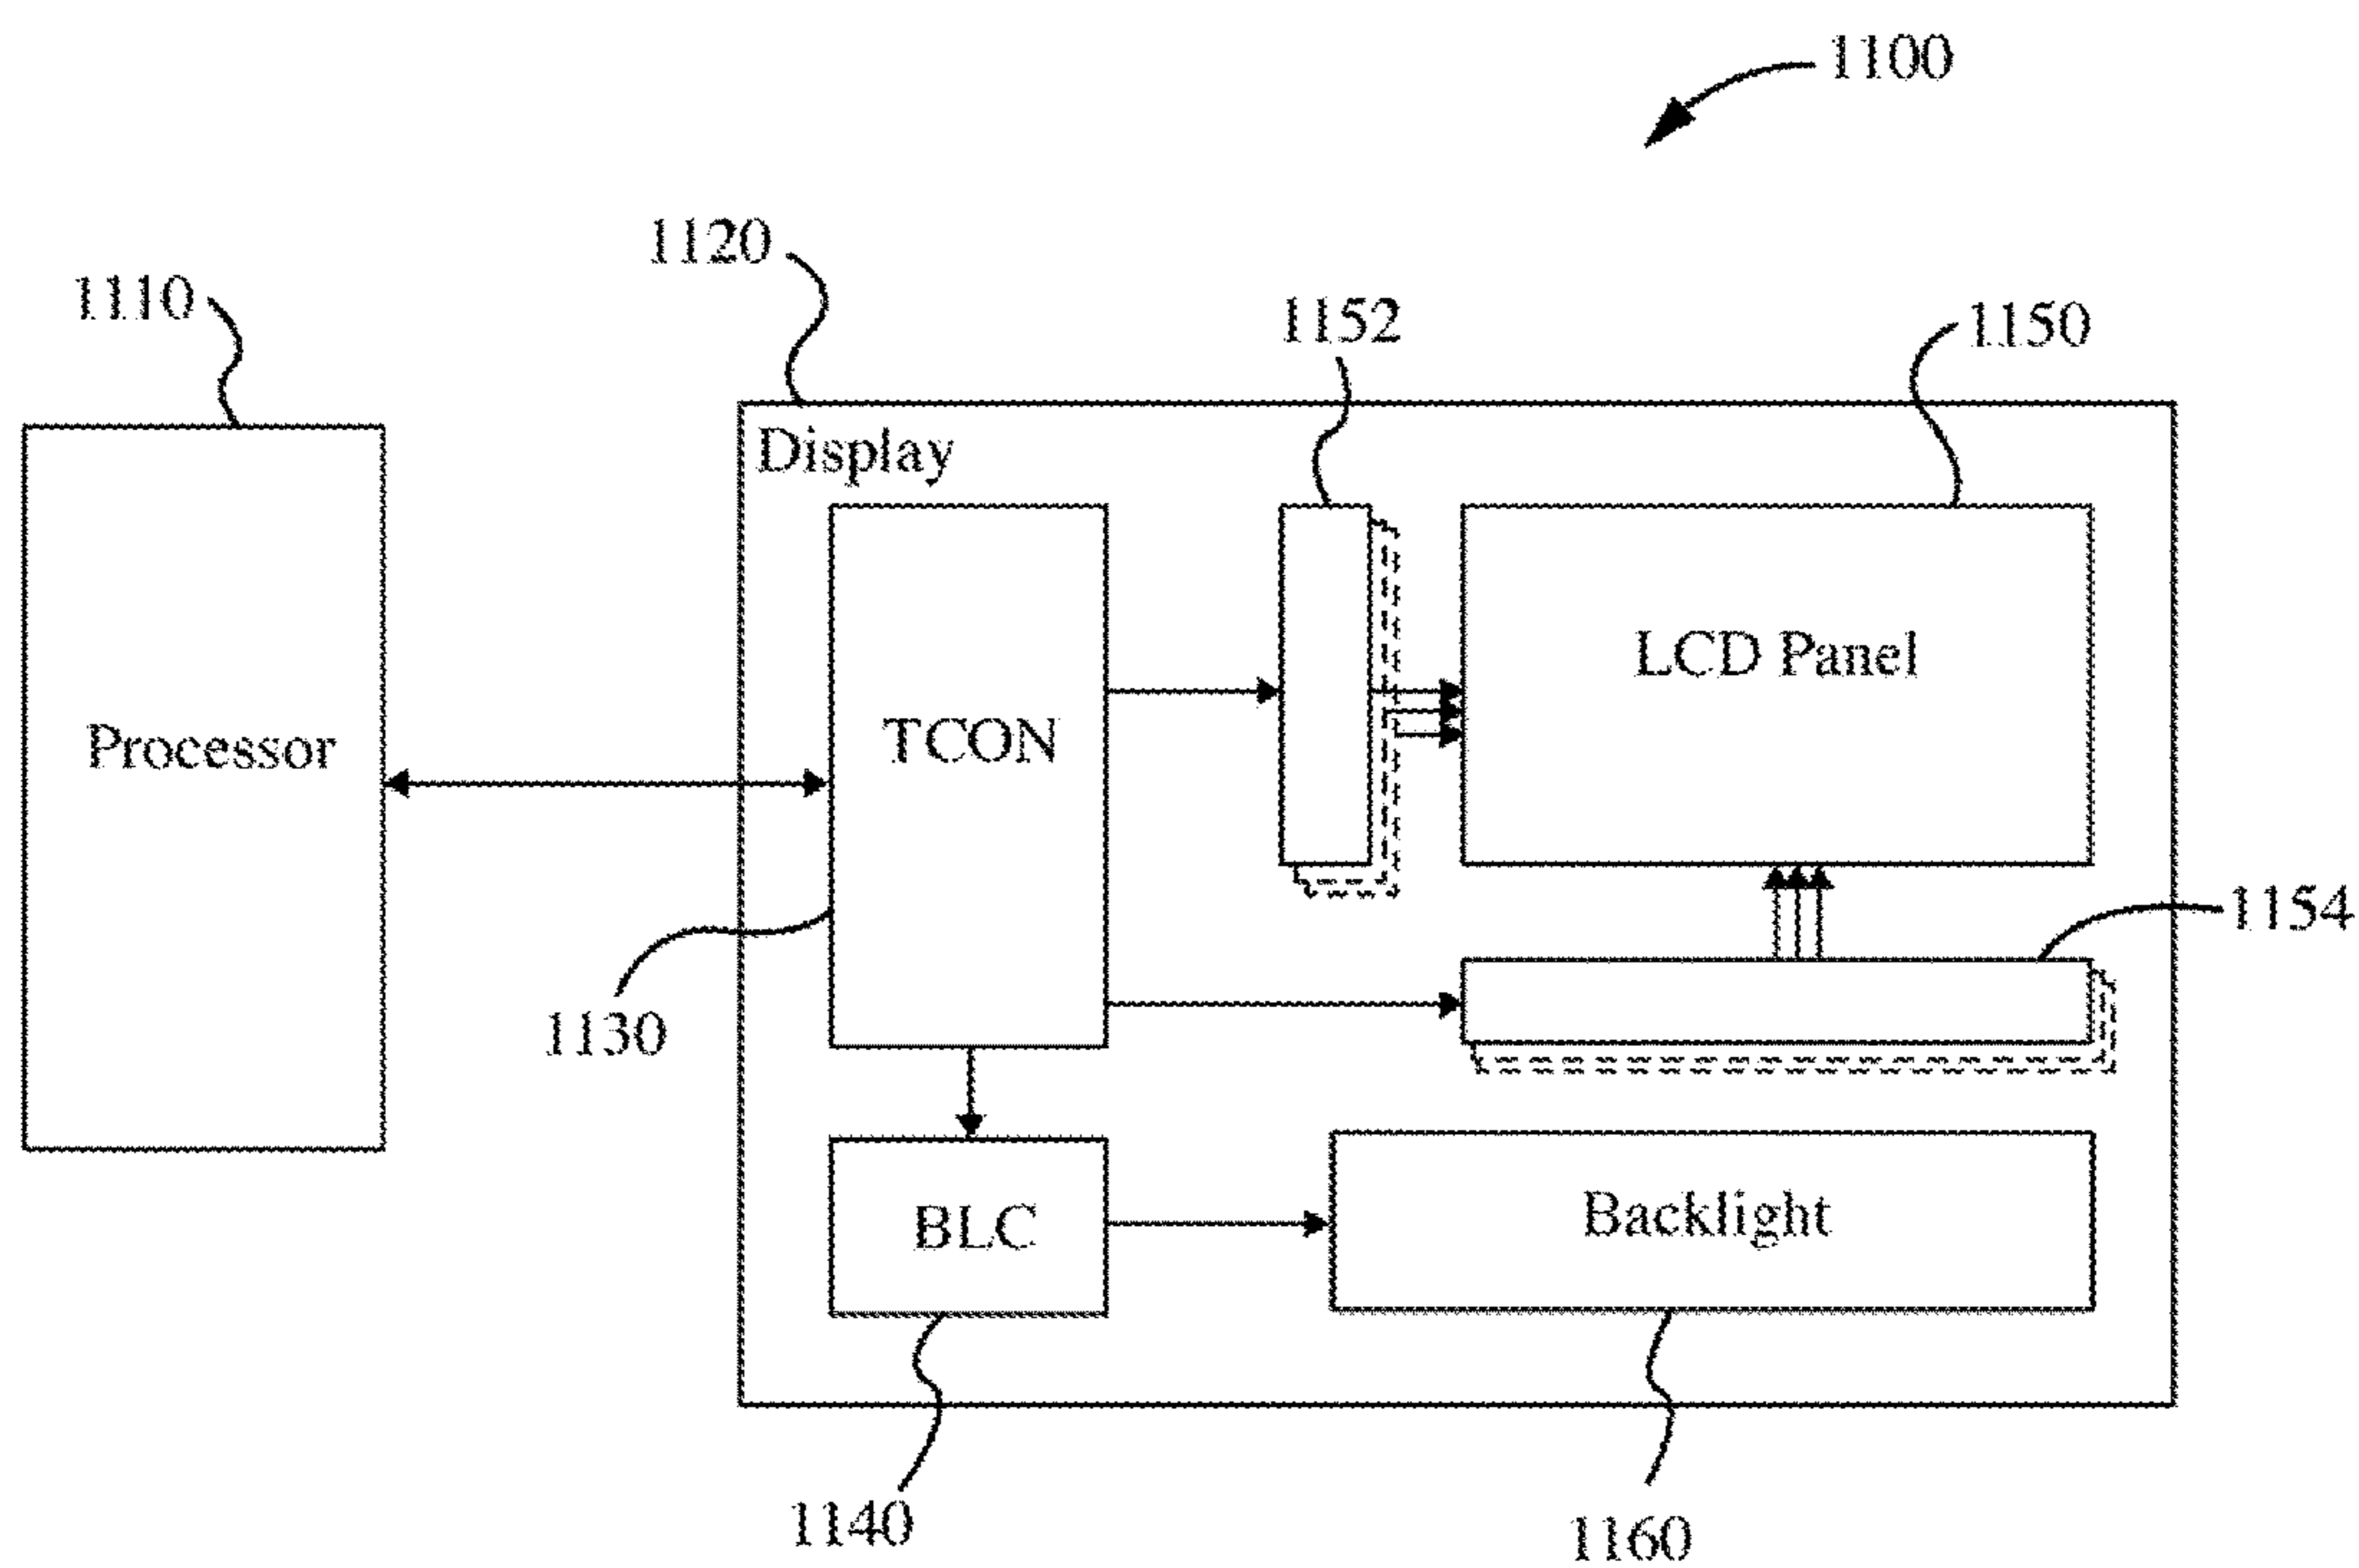 1100
1120
1110
1152
1150
Display
LCD Panel
TCON
Processor
1154
1130
BLC
Backlight
1140
1160